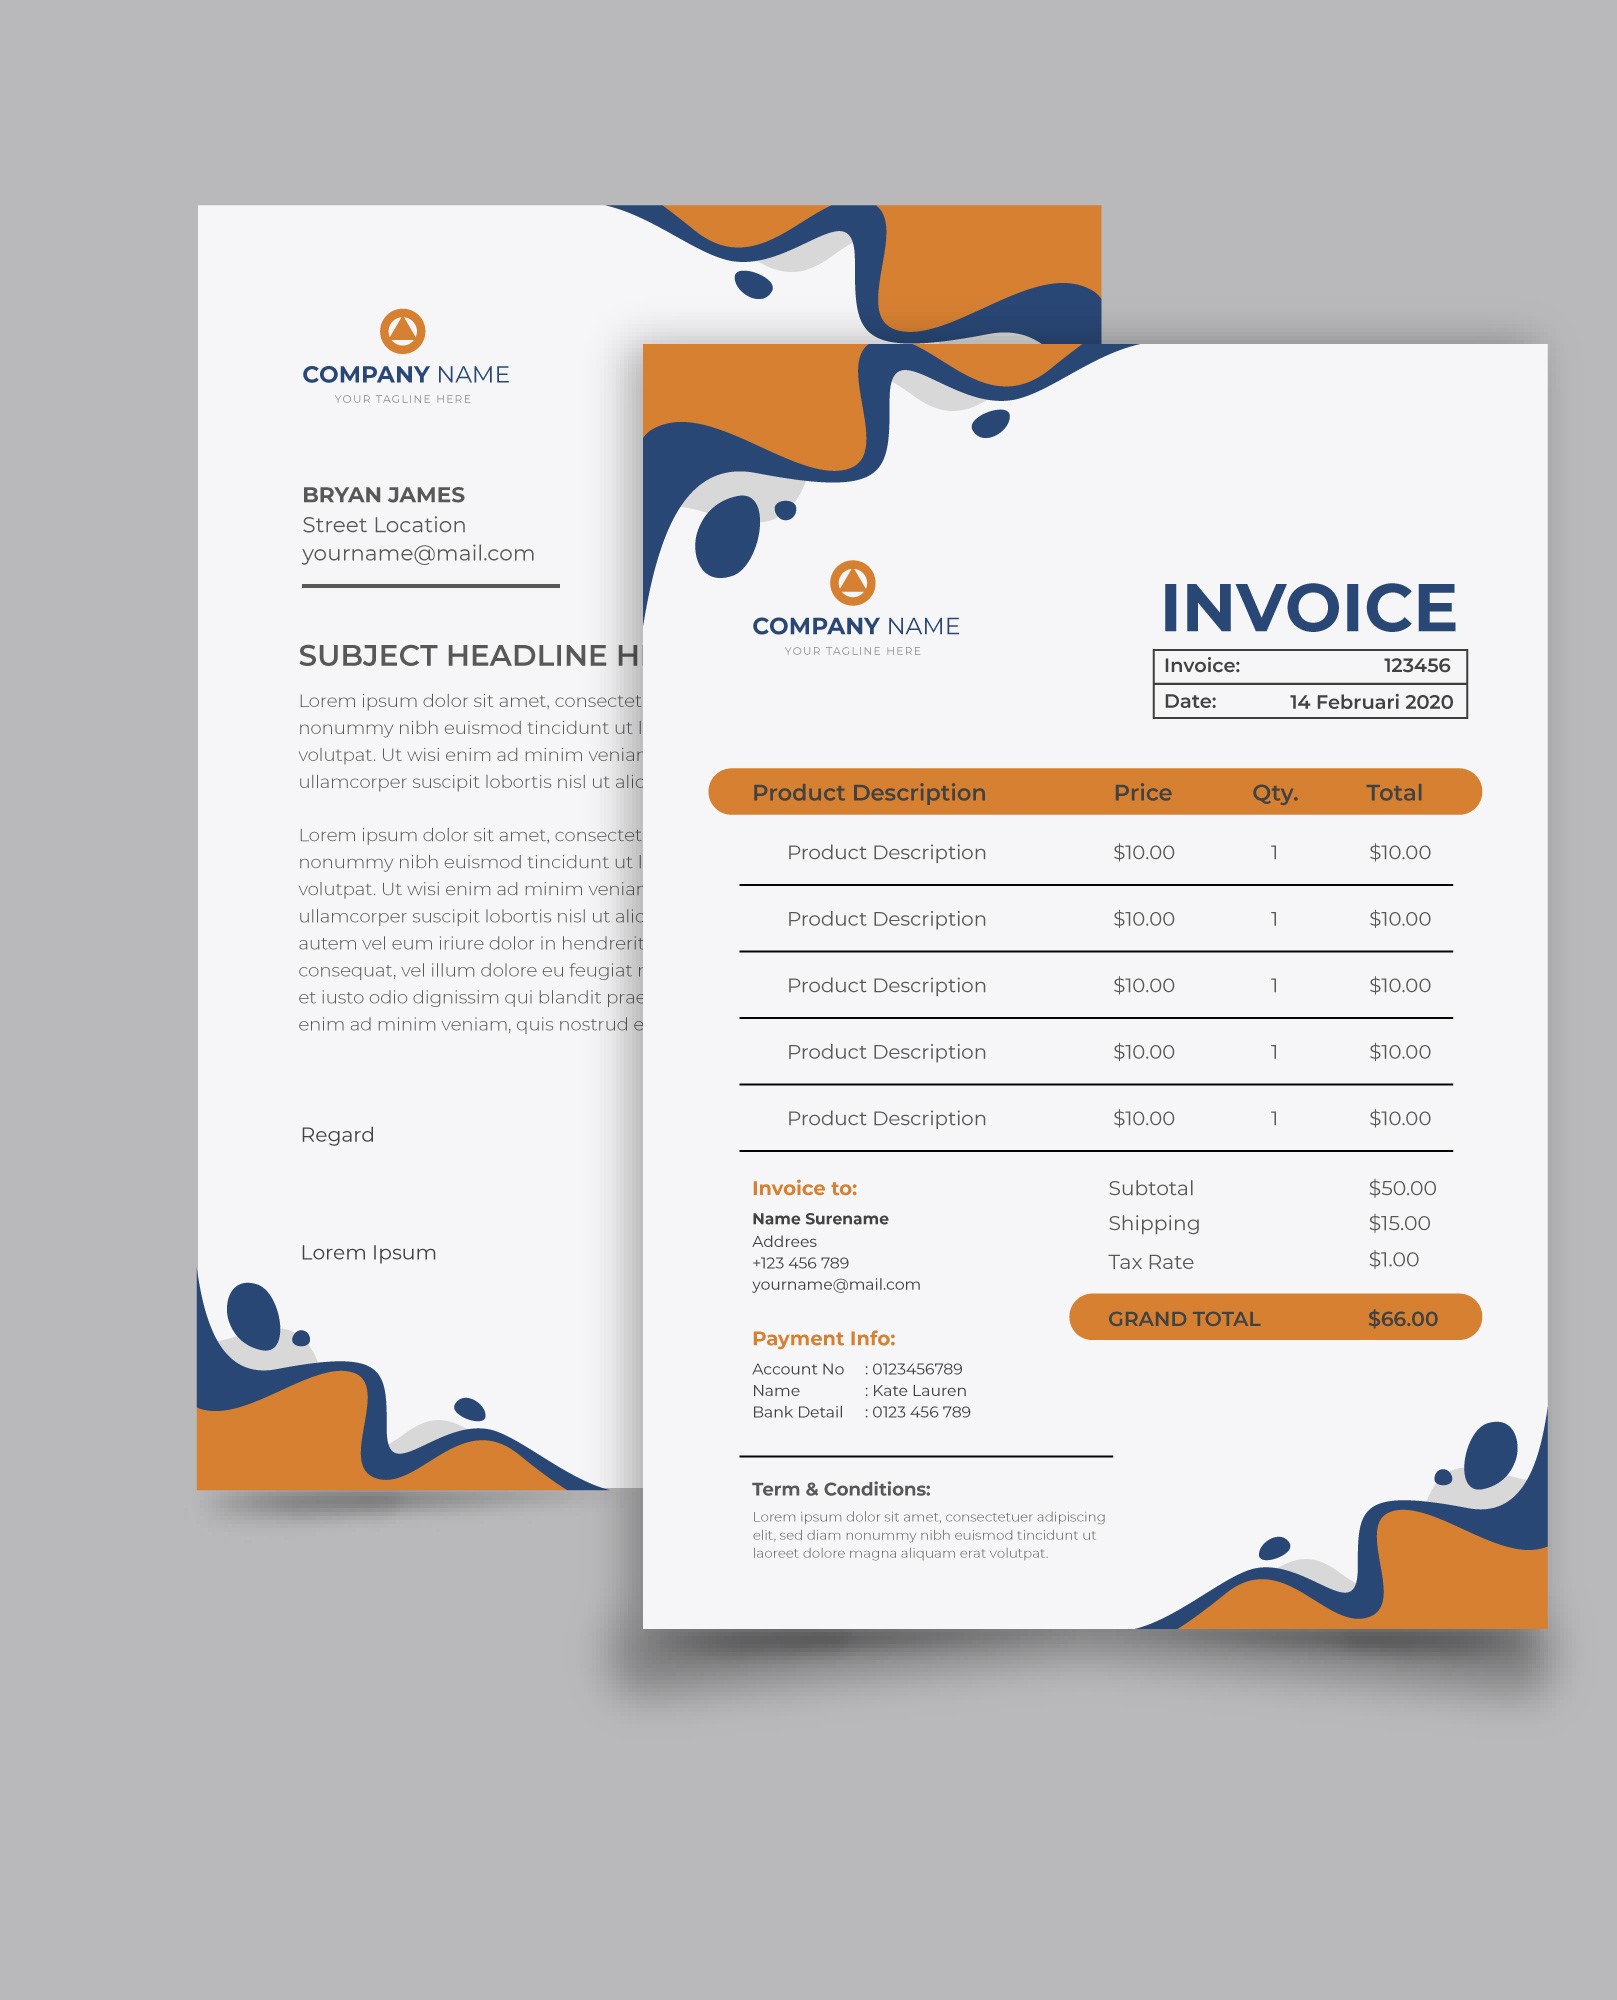 COMPANY NAME
YOUR TAGLINE HERE
BRYAN JAMES
Street Location
yourname@mail.com
SUBJECT HEADLINE
Lorem ipsum dolor sit amet,
nonummy nibh euismod tincidunt ut
volutpat. Ut wisi enim ad minim
ullamcorper suscipit lobortis nisl ut
Lorem ipsum dolor sit amet,
nonummy nibh euismod tincidunt ut
volutpat. Ut wisi enim ad minim
ullamcorper suscipit lobortis nisl ut
autem vel eum iriure dolor in hendrerit
consequat, vel illum dolore eu feugiat
et iusto odio dignissim qui blandit
enim ad minim veniam, quis nostrud
Regard
Lorem Ipsum
COMPANY NAME
YOUR TAGLINE HERE
INVOICE
Invoice: 123456
Date: 14 Februari 2020
Product Description Price Qty. Total
Product Description $10.00 1 $10.00
Product Description $10.00 1 $10.00
Product Description $10.00 1 $10.00
Product Description $10.00 1 $10.00
Product Description $10.00 1 $10.00
Subtotal $50.00
Shipping $15.00
Tax Rate $1.00
GRAND TOTAL $66.00
Invoice to:
Name Surename
Addrees
+123 456 789
yourname@mail.com
Payment Info:
Account No : 0123456789
Name : Kate Lauren
Bank Detail : 0123 456 789
Term & Conditions:
Lorem ipsum dolor sit amet, consectetuer adipiscing
elit, sed diam nonummy nibh euismod tincidunt ut
laoreet dolore magna aliquam erat volutpat.